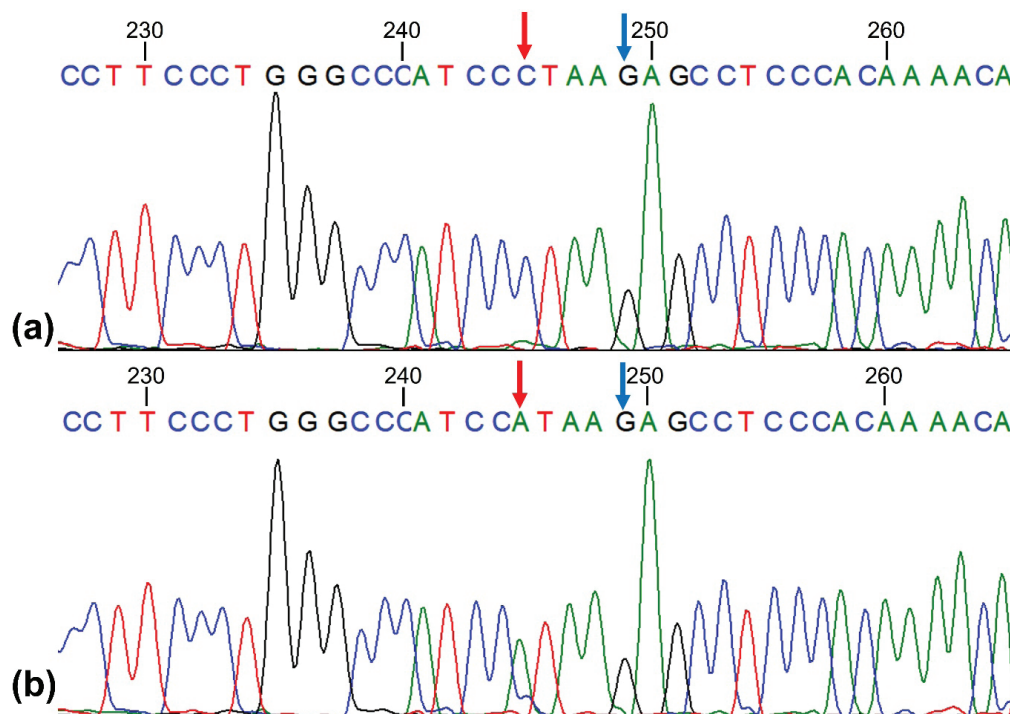 230 240 250 260
CCTTCCCTGGGCCCATCCCTAAGAGCCTCCCACAAAACA
(a)
230 240 250 260
CCTTCCCTGGGCCCATCCATAAGAGCCTCCCACAAAACA
(b)